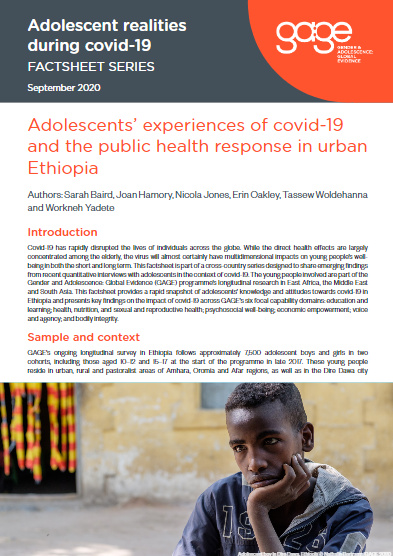 Adolescent realities
during covid-19
FACTSHEET SERIES
September 2020
gage
GENDER &
ADOLESCENCE:
GLOBAL
EVIDENCE
Adolescents' experiences of covid-19
and the public health response in urban
Ethiopia
Authors: Sarah Baird, Joan Hamory, Nicola Jones, Erin Oakley, Tassew Woldehanna
and Workneh Yadete
Introduction
Covid-19 has rapidly disrupted the lives of individuals across the globe. While the direct health effects are largely
concentrated among the elderly, the virus will almost certainly have multidimensional impacts on young people's well-
being in both the short and long term. This factsheet is part of a cross-country series designed to share emerging findings
from recent quantitative interviews with adolescents in the context of covid-19. The young people involved are part of the
Gender and Adolescence: Global Evidence (GAGE) programme's longitudinal research in East Africa, the Middle East
and South Asia. This factsheet provides a rapid snapshot of adolescents' knowledge and attitudes towards covid-19 in
Ethiopia and presents key findings on the impact of covid-19 across GAGE's six focal capability domains: education and
learning; health, nutrition, and sexual and reproductive health; psychosocial well-being; economic empowerment; voice
and agency; and bodily integrity.
Sample and context
GAGE's ongoing longitudinal survey in Ethiopia follows approximately 7,500 adolescent boys and girls in two
cohorts, including those aged 10–12 and 15–17 at the start of the programme in late 2017. These young people
reside in urban, rural and pastoralist areas of Amhara, Oromia and Afar regions, as well as in the Dire Dawa city